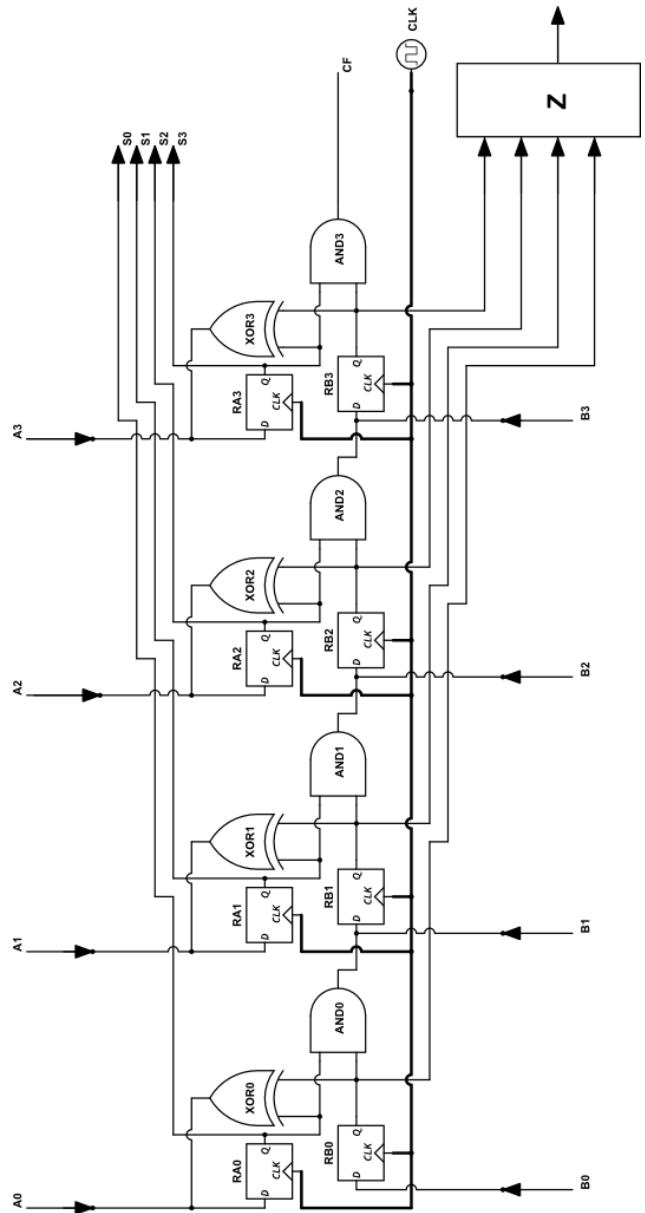 A0 A1 A2 A3
S0
S1
S2
S3
XOR0 XOR1 XOR2 XOR3
RA0 RA1 RA2 RA3
D Q D Q D Q D Q
CLK CLK CLK CLK
AND0 AND1 AND2 AND3
CF
RB0 RB1 RB2 RB3
D Q D Q D Q D Q
CLK CLK CLK CLK
CLK
B0 B1 B2 B3
Z